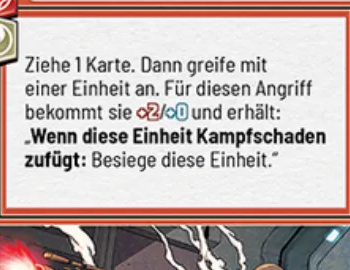 Ziehe 1 Karte. Dann greife mit
einer Einheit an. Für diesen Angriff
bekommt sie +2/+0 und erhält:
„Wenn diese Einheit Kampfschaden
zufügt: Besiege diese Einheit.“